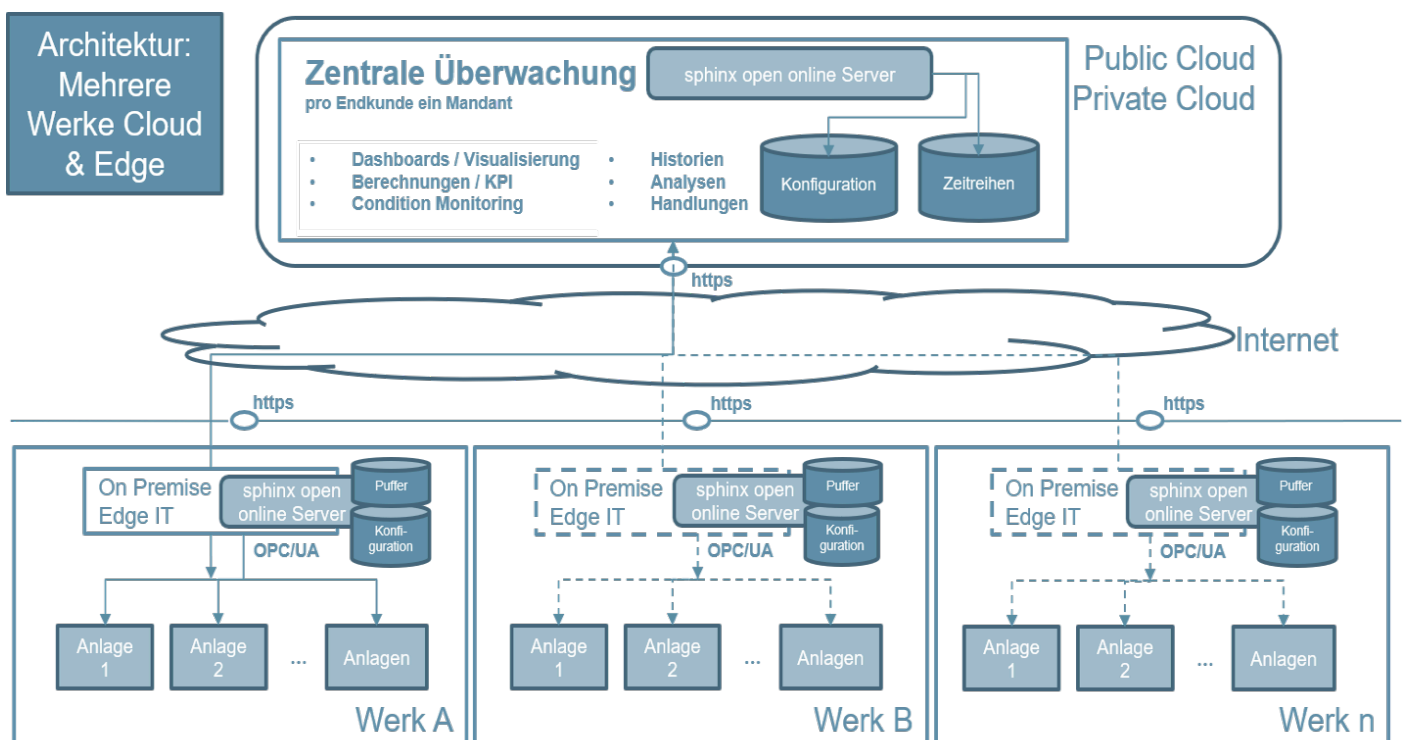 Architektur:
Mehrere
Werke Cloud
& Edge
Public Cloud
Private Cloud
Zentrale Überwachung
pro Endkunde ein Mandant
sphinx open online Server
• Dashboards / Visualisierung
• Berechnungen / KPI
• Condition Monitoring
• Historien
• Analysen
• Handlungen
Konfiguration
Zeitreihen
https
Internet
https
https
https
On Premise
Edge IT
sphinx open
online Server
Puffer
Konfi-
guration
OPC/UA
Anlage
1
Anlage
2
...
Anlagen
Werk A
On Premise
Edge IT
sphinx open
online Server
Puffer
Konfi-
guration
OPC/UA
Anlage
1
Anlage
2
...
Anlagen
Werk B
On Premise
Edge IT
sphinx open
online Server
Puffer
Konfi-
guration
OPC/UA
Anlage
1
Anlage
2
...
Anlagen
Werk n